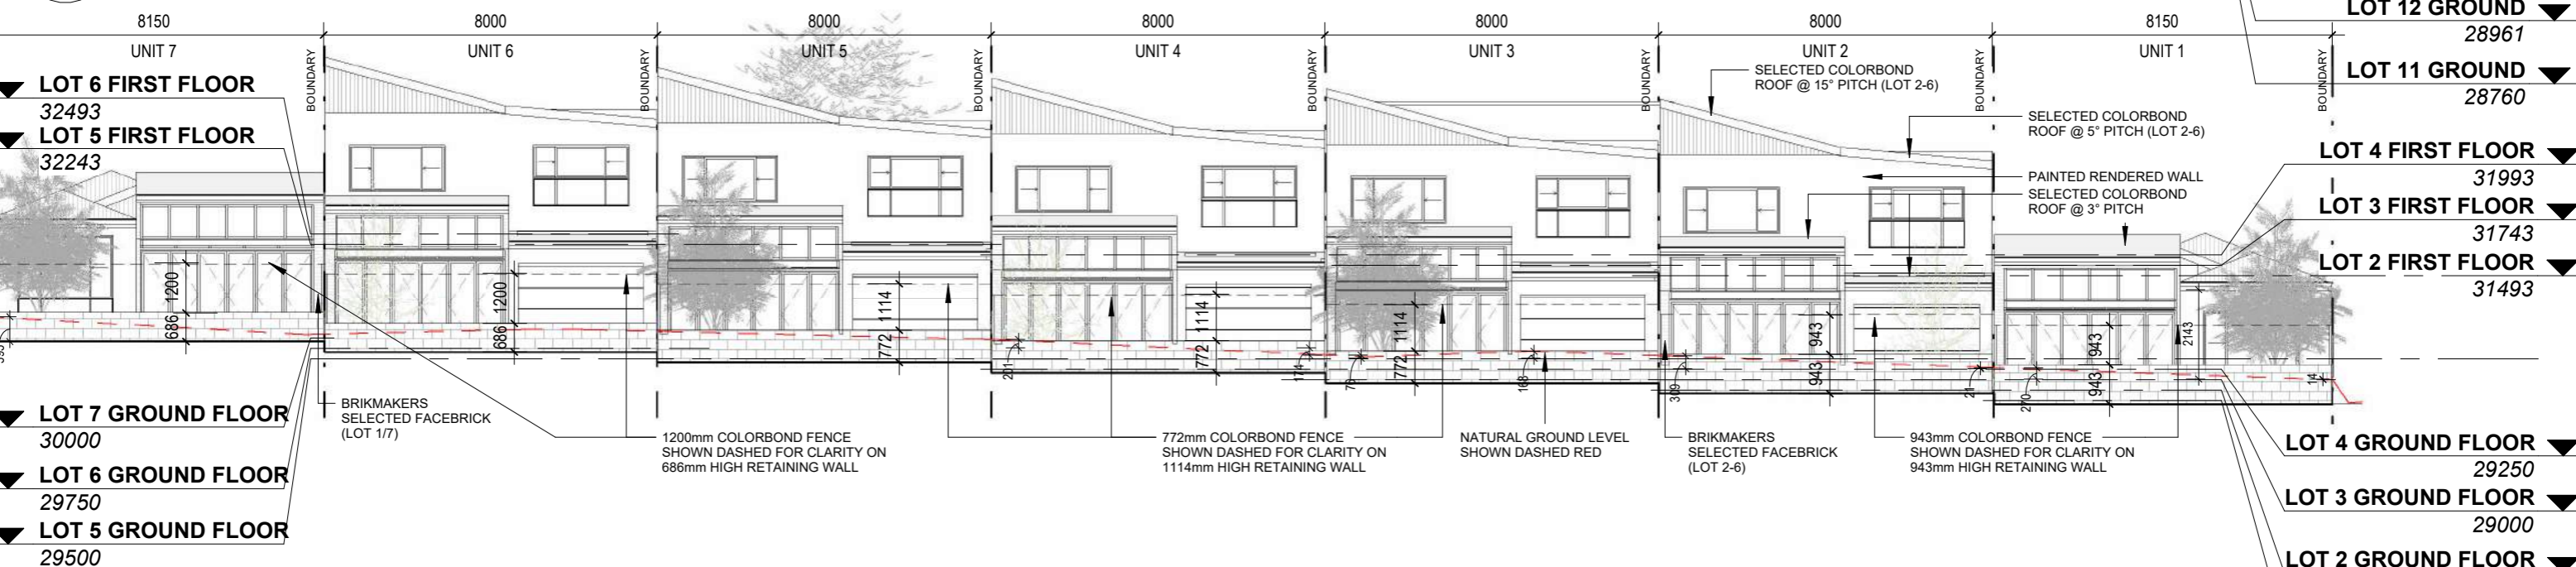 8150
8000
8000
8000
8000
8000
8150
UNIT 7
UNIT 6
UNIT 5
UNIT 4
UNIT 3
UNIT 2
UNIT 1
BOUNDARY
BOUNDARY
BOUNDARY
BOUNDARY
BOUNDARY
BOUNDARY
BOUNDARY
LOT 6 FIRST FLOOR
32493
LOT 5 FIRST FLOOR
32243
LOT 7 GROUND FLOOR
30000
LOT 6 GROUND FLOOR
29750
LOT 5 GROUND FLOOR
29500
SELECTED COLORBOND
ROOF @ 15° PITCH (LOT 2-6)
SELECTED COLORBOND
ROOF @ 5° PITCH (LOT 2-6)
PAINTED RENDERED WALL
SELECTED COLORBOND
ROOF @ 3° PITCH
LOT 12 GROUND
28961
LOT 11 GROUND
28760
LOT 4 FIRST FLOOR
31993
LOT 3 FIRST FLOOR
31743
LOT 2 FIRST FLOOR
31493
1200
686
1200
686
1114
772
1114
772
1114
772
943
943
943
943
2143
174
168
309
21
270
14
BRIKMAKERS
SELECTED FACEBRICK
(LOT 1/7)
1200mm COLORBOND FENCE
SHOWN DASHED FOR CLARITY ON
686mm HIGH RETAINING WALL
772mm COLORBOND FENCE
SHOWN DASHED FOR CLARITY ON
1114mm HIGH RETAINING WALL
NATURAL GROUND LEVEL
SHOWN DASHED RED
BRIKMAKERS
SELECTED FACEBRICK
(LOT 2-6)
943mm COLORBOND FENCE
SHOWN DASHED FOR CLARITY ON
943mm HIGH RETAINING WALL
LOT 4 GROUND FLOOR
29250
LOT 3 GROUND FLOOR
29000
LOT 2 GROUND FLOOR